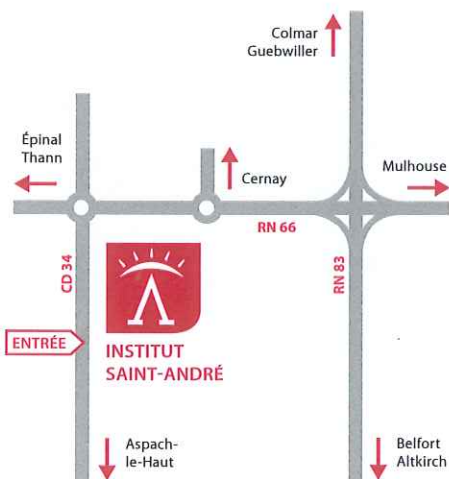 Colmar
Guebwiller
Épinal
Thann
Cernay
Mulhouse
RN 66
CD 34
RN 83
ENTRÉE
INSTITUT
SAINT-ANDRÉ
Aspach-
le-Haut
Belfort
Altkirch